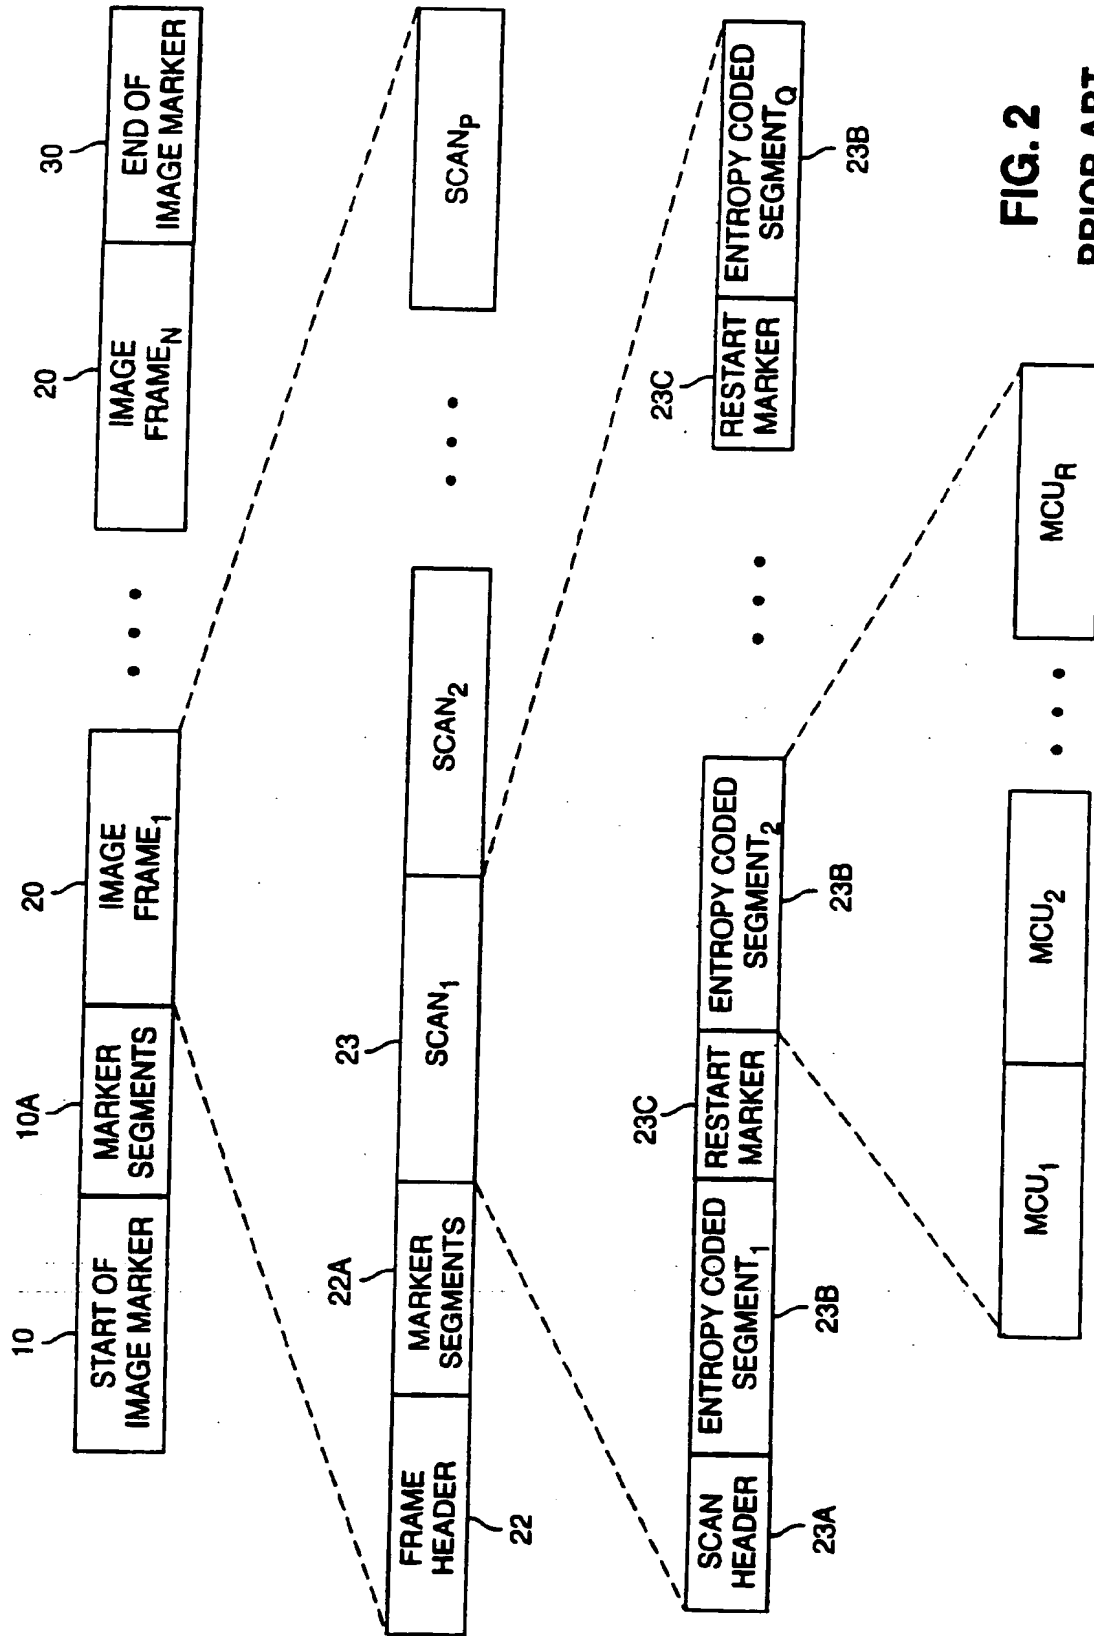 10
10A
20
20
30
START OF
IMAGE MARKER
MARKER
SEGMENTS
IMAGE
FRAME1
IMAGE
FRAMEN
END OF
IMAGE MARKER
23
22A
FRAME
HEADER
MARKER
SEGMENTS
SCAN1
SCAN2
SCANP
22
23C
23C
SCAN
HEADER
ENTROPY CODED
SEGMENT1
RESTART
MARKER
ENTROPY CODED
SEGMENT2
RESTART
MARKER
ENTROPY CODED
SEGMENTQ
23A
23B
23B
23B
MCU1
MCU2
MCUR
FIG. 2
PRIOR ART